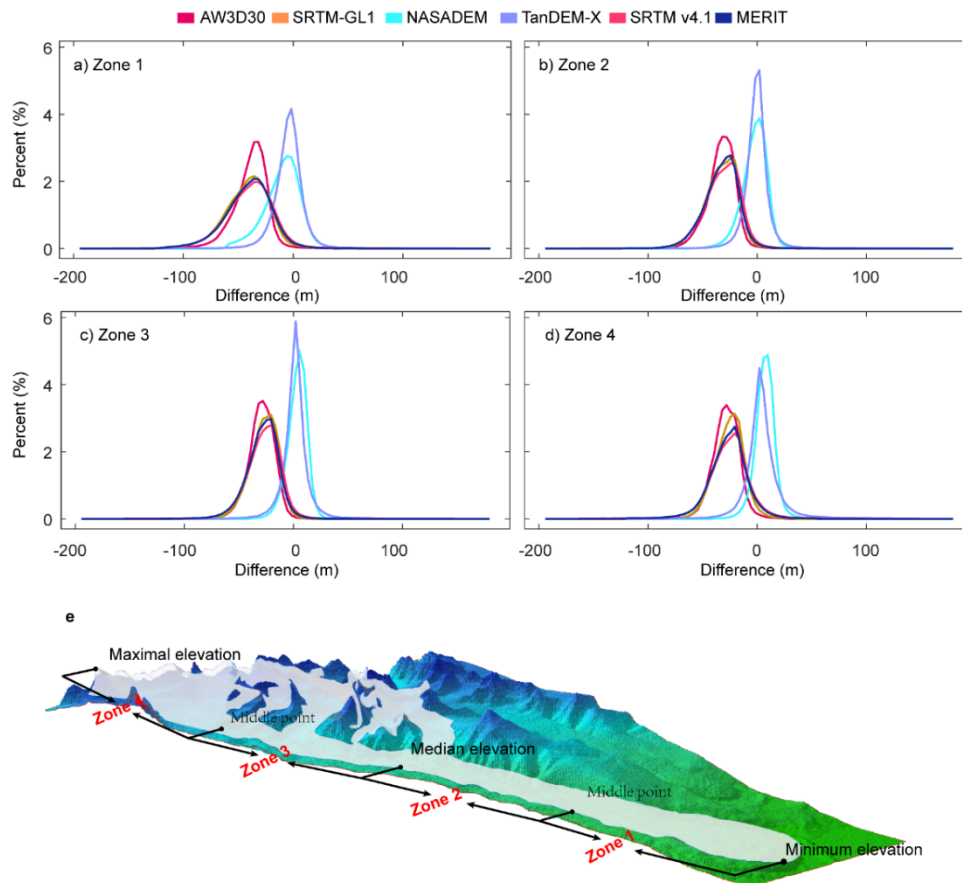 AW3D30 SRTM-GL1 NASADEM TanDEM-X SRTM v4.1 MERIT
a) Zone 1
b) Zone 2
6
4
2
0
Percent (%)
-200 -100 0 100
-200 -100 0 100
Difference (m)
Difference (m)
c) Zone 3
d) Zone 4
6
4
2
0
Percent (%)
-200 -100 0 100
-200 -100 0 100
Difference (m)
Difference (m)
e
Maximal elevation
Zone 4
Middle point
Zone 3
Median elevation
Zone 2
Middle point
Zone 1
Minimum elevation